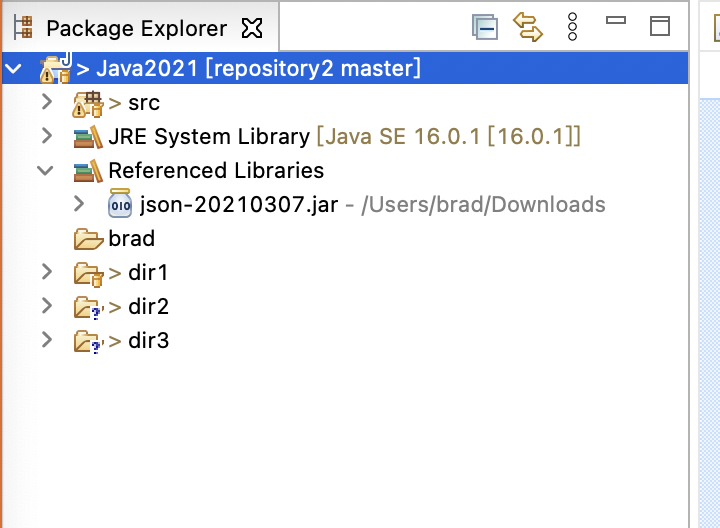 Package Explorer
> Java2021 [repository2 master]
> src
JRE System Library [Java SE 16.0.1 [16.0.1]]
Referenced Libraries
json-20210307.jar - /Users/brad/Downloads
brad
> dir1
> dir2
> dir3